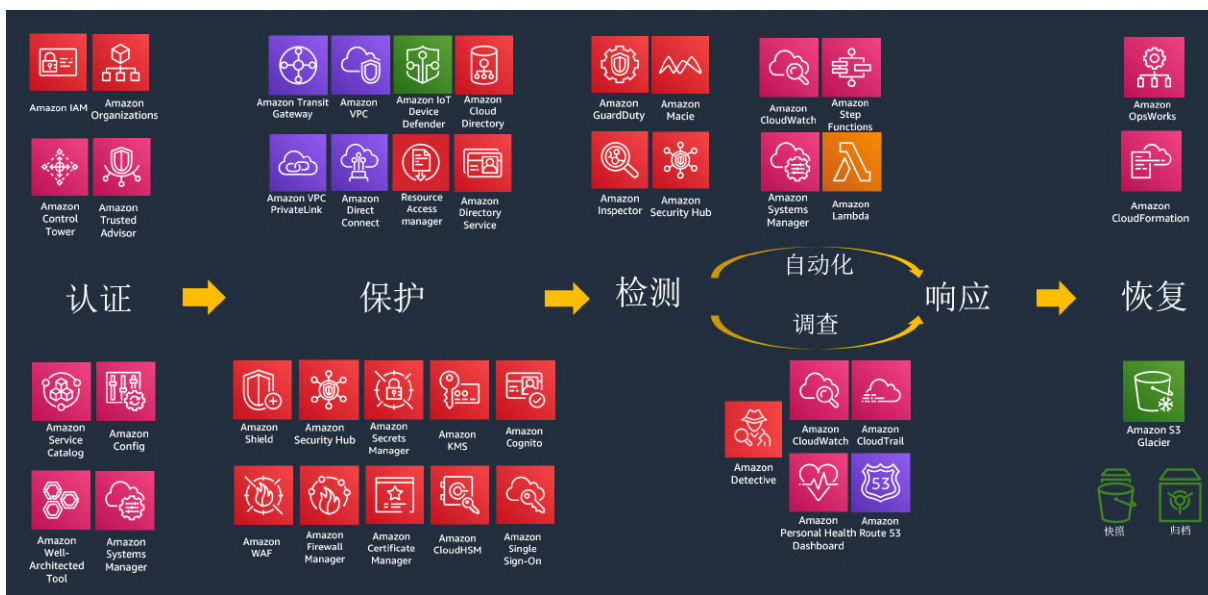 Amazon IAM
Amazon
Organizations
Amazon
Control
Tower
Amazon
Trusted
Advisor
Amazon Transit
Gateway
Amazon
VPC
Amazon IoT
Device
Defender
Amazon
Cloud
Directory
Amazon VPC
PrivateLink
Amazon
Direct
Connect
Resource
Access
manager
Amazon
Directory
Service
Amazon
GuardDuty
Amazon
Macie
Amazon
Inspector
Amazon
Security Hub
Amazon
CloudWatch
Amazon
Step
Functions
Amazon
Systems
Manager
Amazon
Lambda
Amazon
OpsWorks
Amazon
CloudFormation
认证
保护
检测
自动化
调查
响应
恢复
Amazon
Service
Catalog
Amazon
Config
Amazon
Well-
Architected
Tool
Amazon
Systems
Manager
Amazon
Shield
Amazon
Security Hub
Amazon
Secrets
Manager
Amazon
KMS
Amazon
Cognito
Amazon
WAF
Amazon
Firewall
Manager
Amazon
Certificate
Manager
Amazon
CloudHSM
Amazon
Single
Sign-On
Amazon
Detective
Amazon
CloudWatch
Amazon
CloudTrail
Amazon
Personal Health
Dashboard
53
Amazon
Route 53
Amazon S3
Glacier
快照
归档